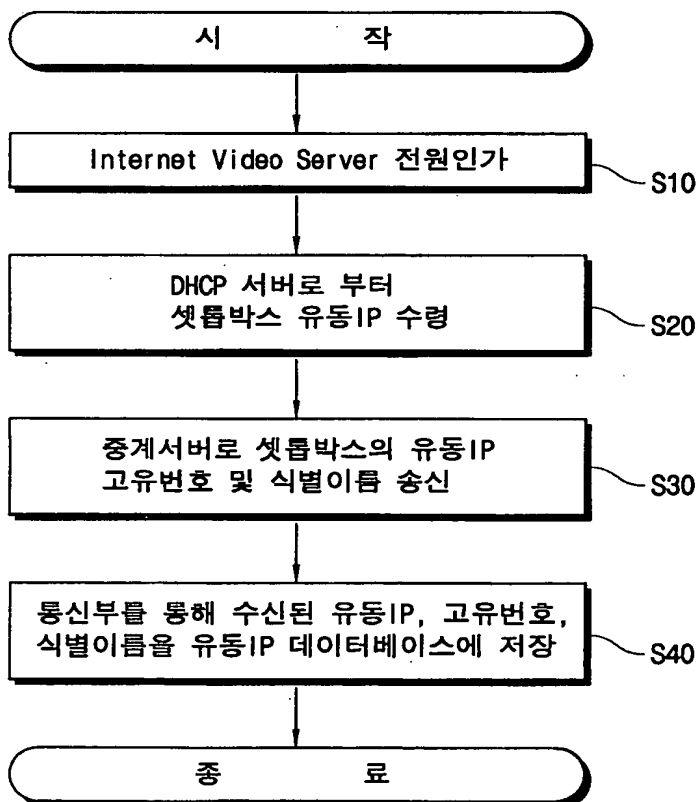 시 작
Internet Video Server 전원인가
S10
DHCP 서버로 부터
셋톱박스 유동IP 수령
S20
중계서버로 셋톱박스의 유동IP
고유번호 및 식별이름 송신
S30
통신부를 통해 수신된 유동IP, 고유번호,
식별이름을 유동IP 데이터베이스에 저장
S40
종 료